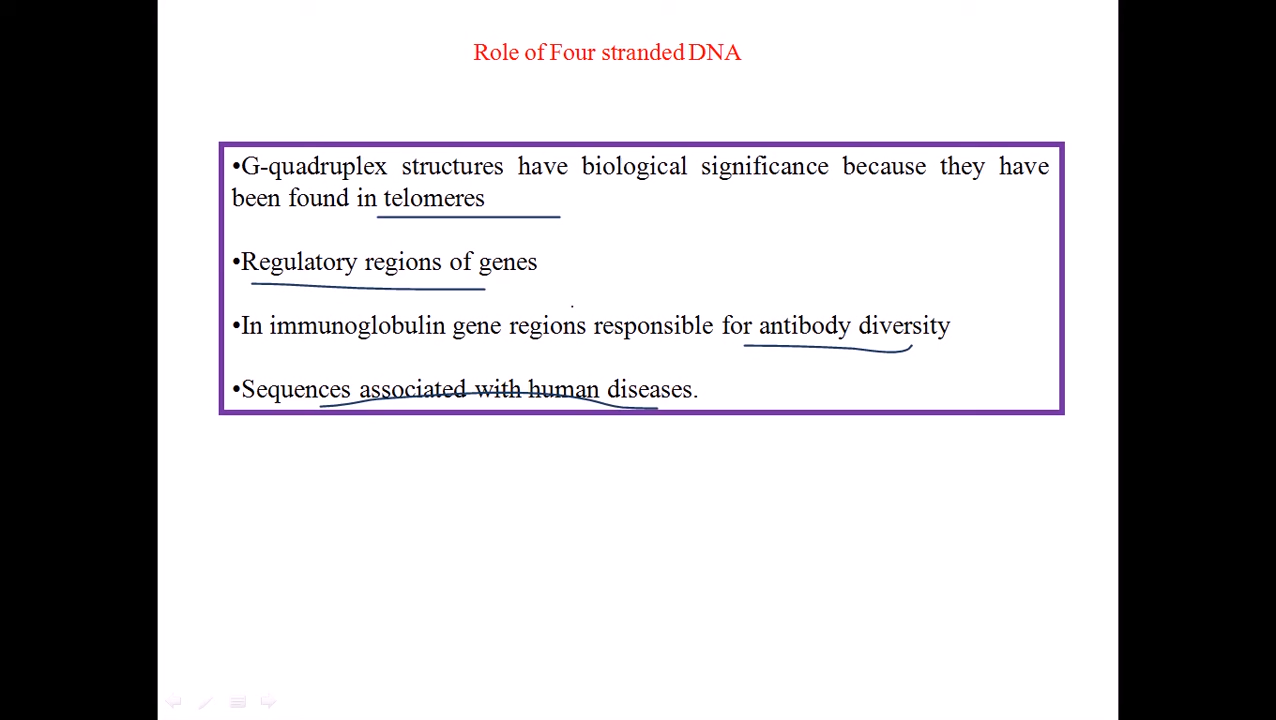 Role of Four stranded DNA
•G-quadruplex structures have biological significance because they have
been found in telomeres
•Regulatory regions of genes
•In immunoglobulin gene regions responsible for antibody diversity
•Sequences associated with human diseases.